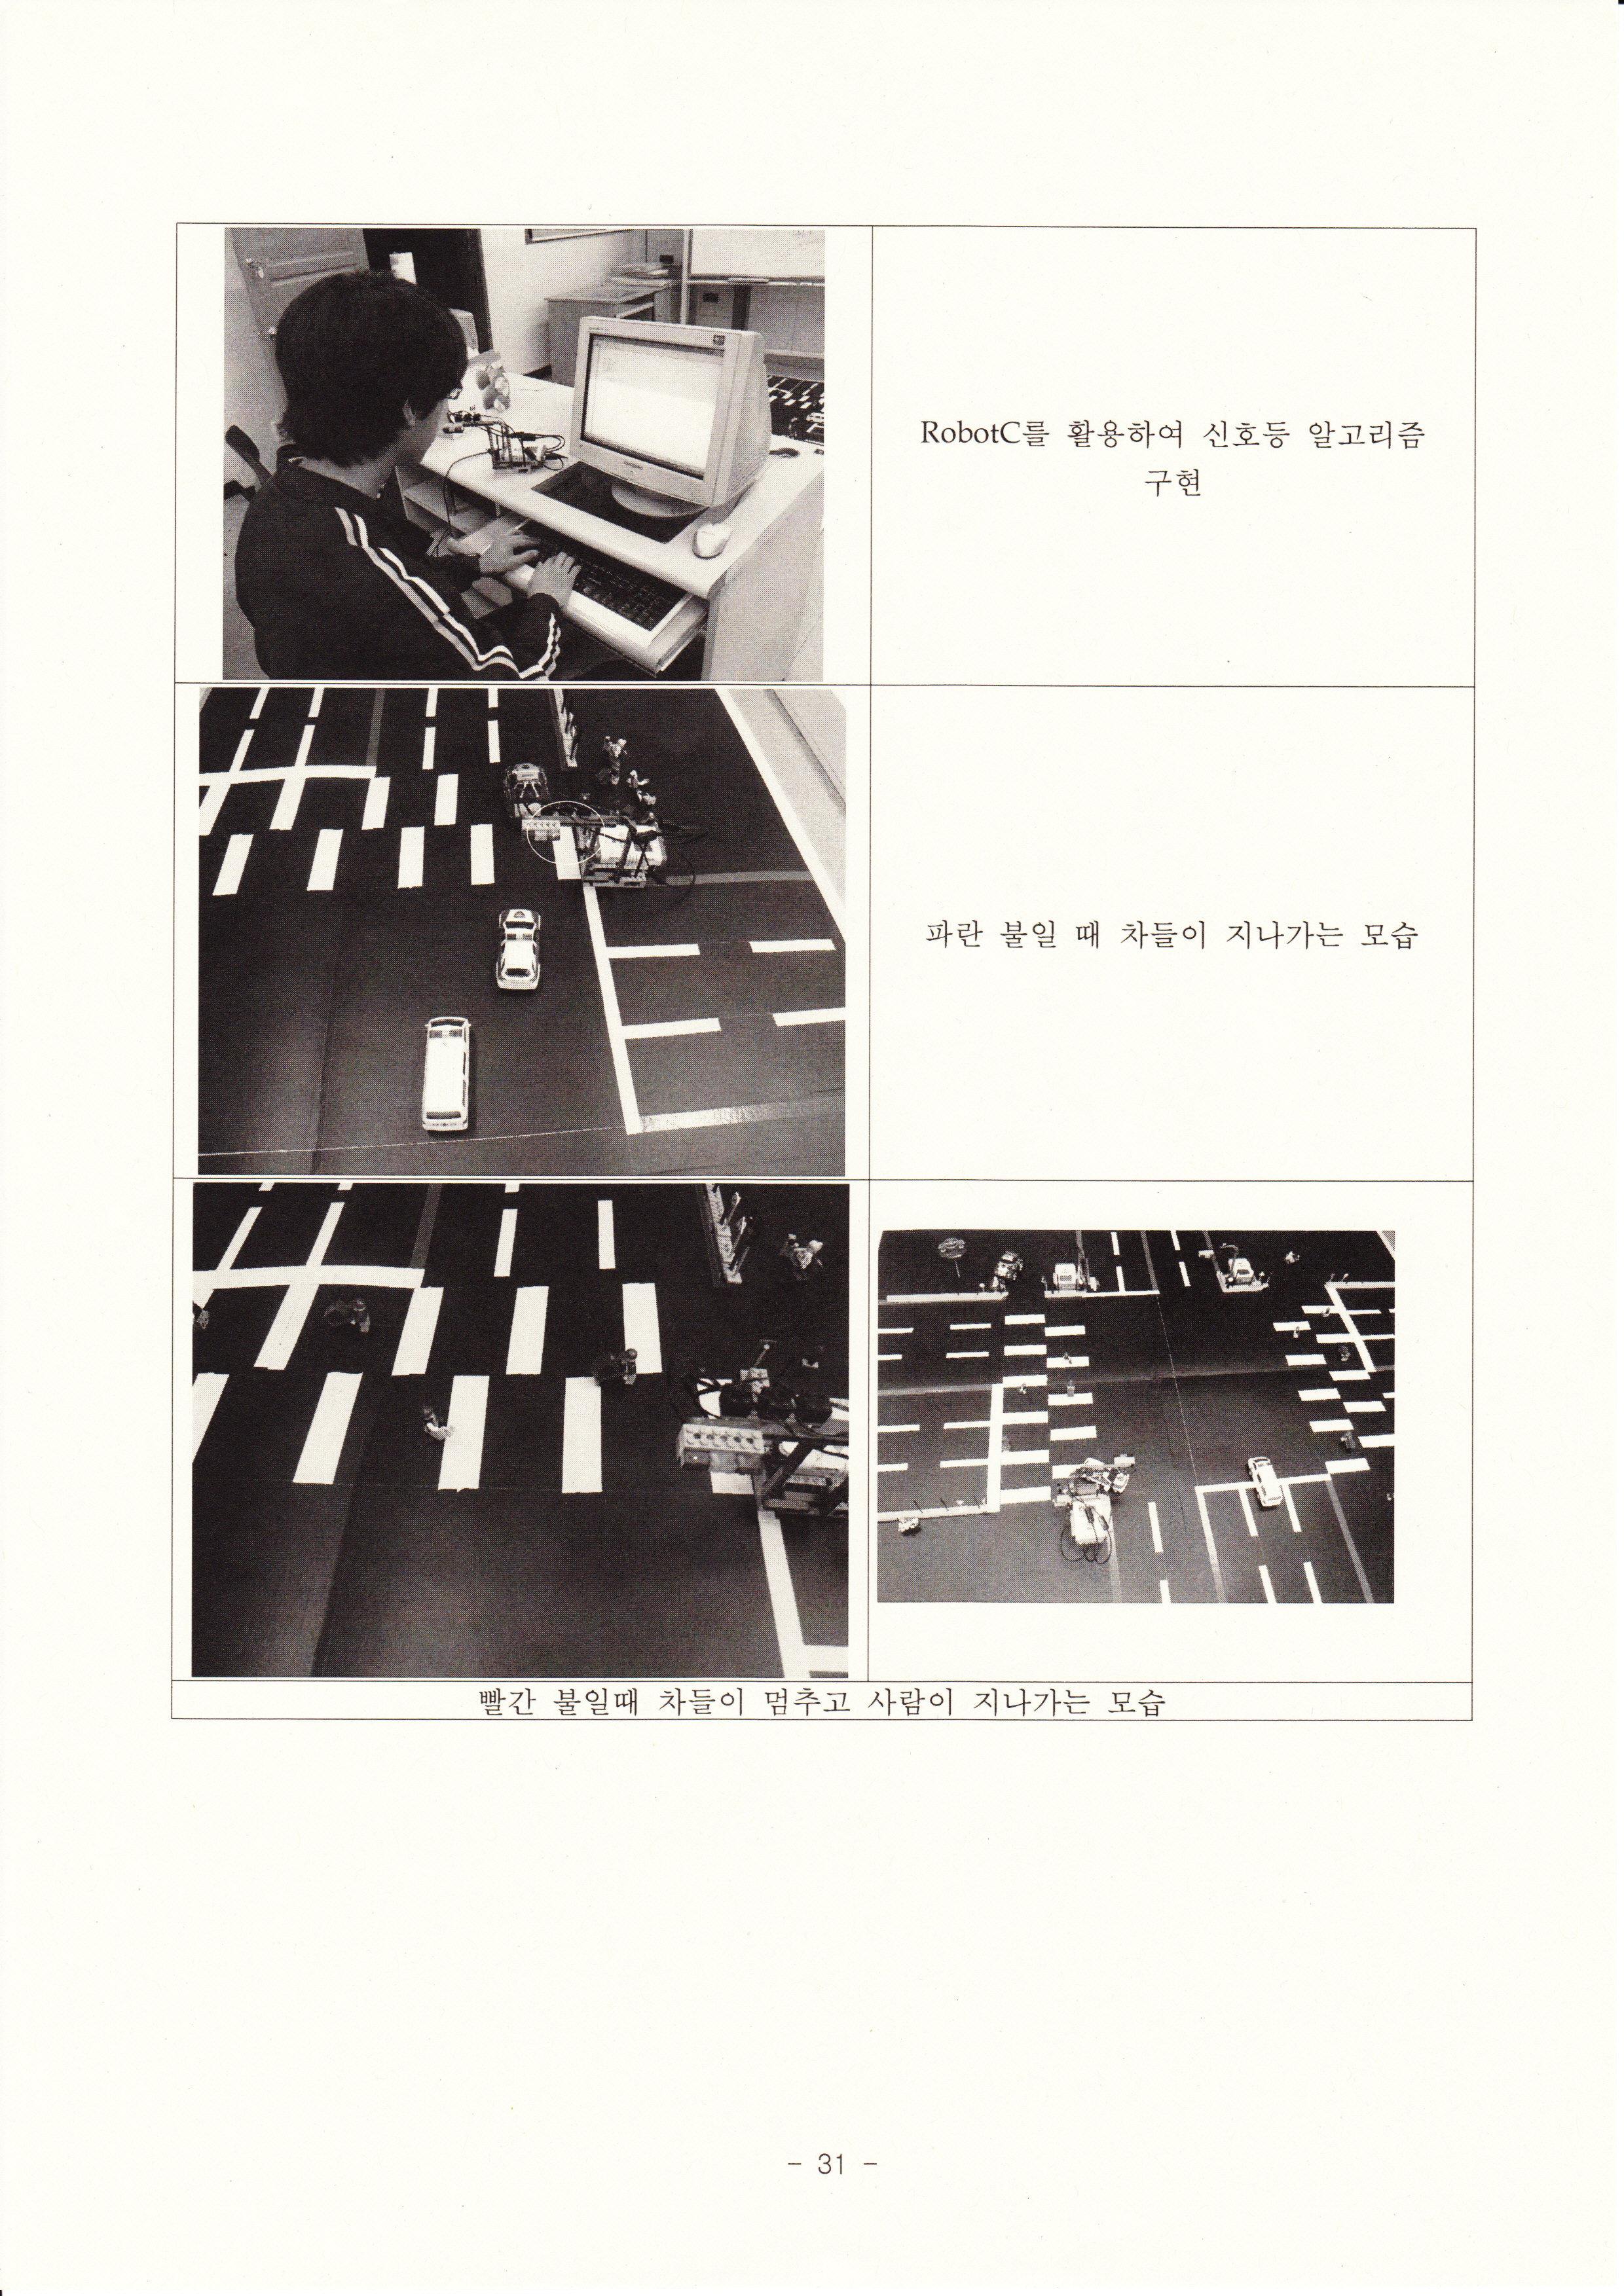 RobotC를 활용하여 신호등 알고리즘
구현
파란 불일 때 차들이 지나가는 모습
빨간 불일때 차들이 멈추고 사람이 지나가는 모습
- 31 -